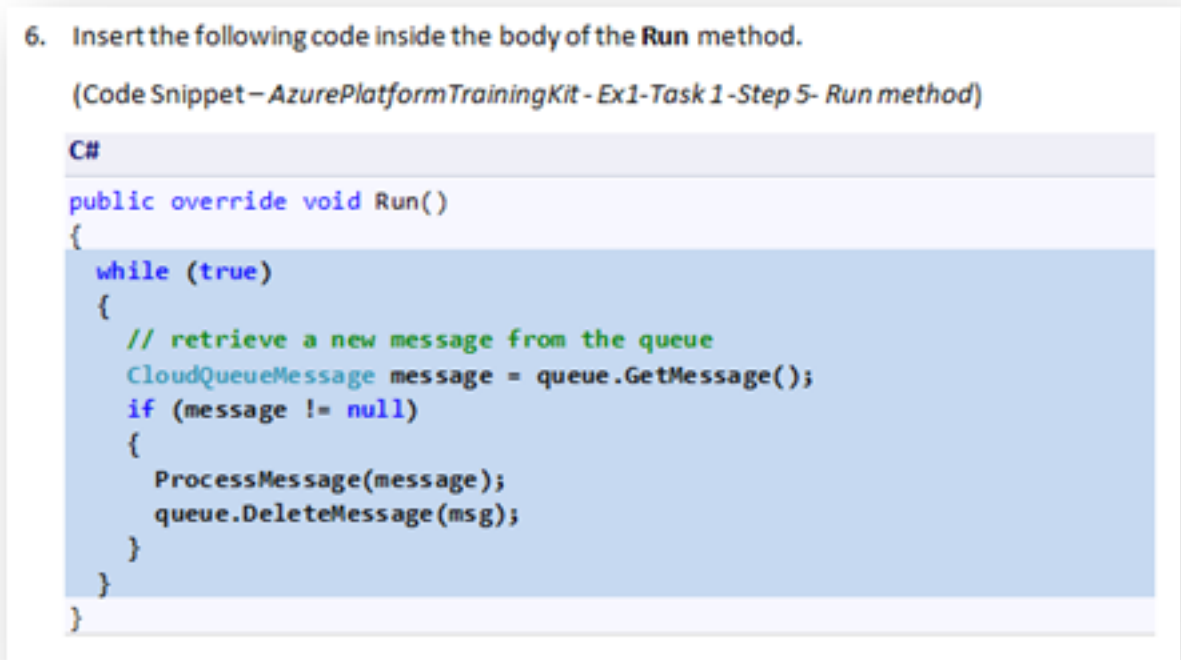 6. Insert the following code inside the body of the Run method.
(Code Snippet – AzurePlatformTrainingKit - Ex1-Task 1-Step 5- Run method)
C#
public override void Run()
{
while (true)
{
// retrieve a new message from the queue
CloudQueueMessage message = queue.GetMessage();
if (message != null)
{
ProcessMessage(message);
queue.DeleteMessage(msg);
}
}
}